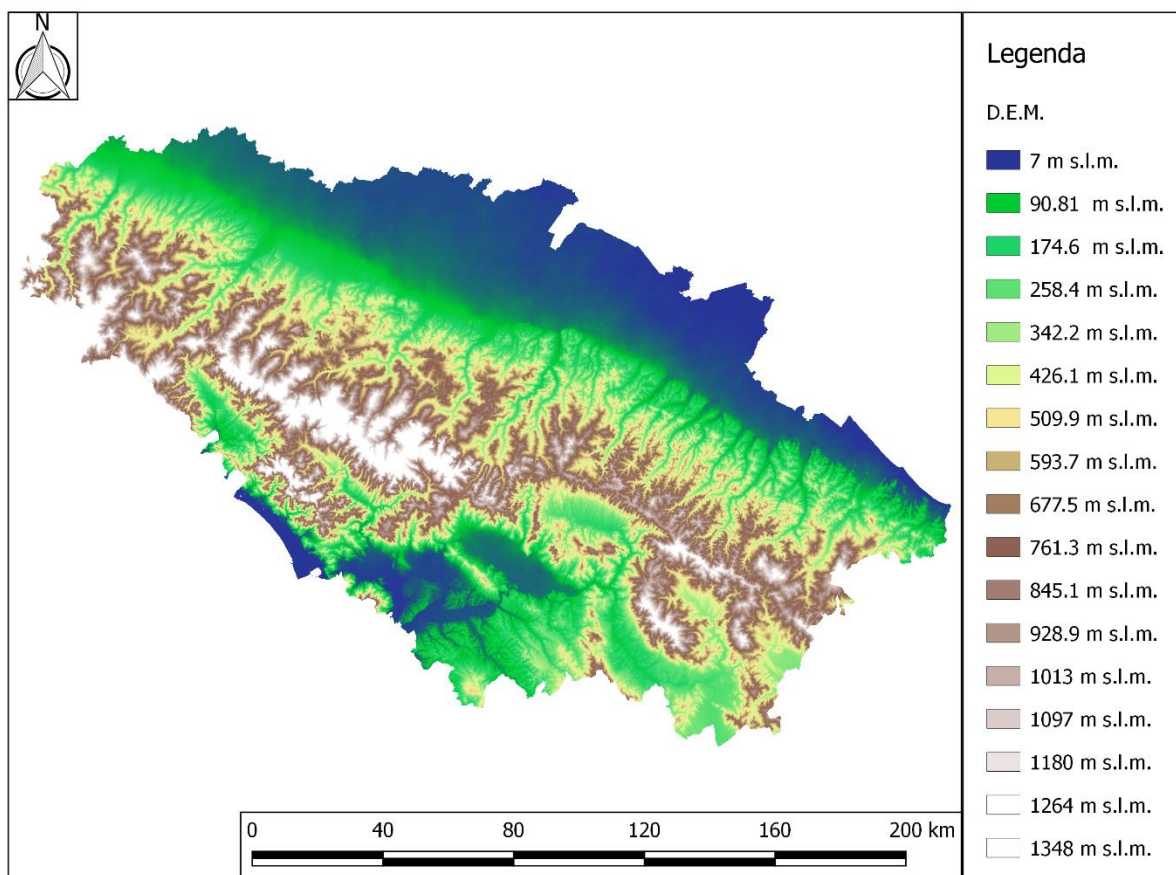 N
Legenda
D.E.M.
7 m s.l.m.
90.81 m s.l.m.
174.6 m s.l.m.
258.4 m s.l.m.
342.2 m s.l.m.
426.1 m s.l.m.
509.9 m s.l.m.
593.7 m s.l.m.
677.5 m s.l.m.
761.3 m s.l.m.
845.1 m s.l.m.
928.9 m s.l.m.
1013 m s.l.m.
1097 m s.l.m.
1180 m s.l.m.
1264 m s.l.m.
1348 m s.l.m.
0 40 80 120 160 200 km